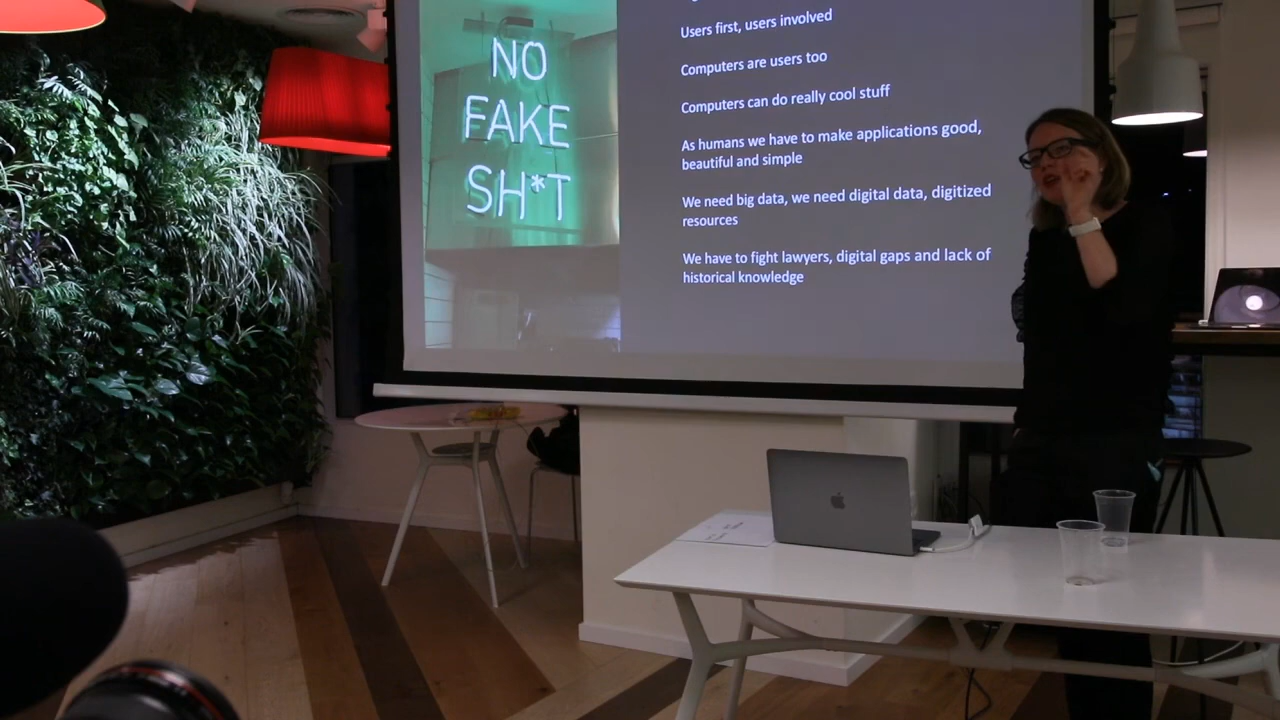 NO
FAKE
SH*T
Users first, users involved
Computers are users too
Computers can do really cool stuff
As humans we have to make applications good,
beautiful and simple
We need big data, we need digital data, digitized
resources
We have to fight lawyers, digital gaps and lack of
historical knowledge